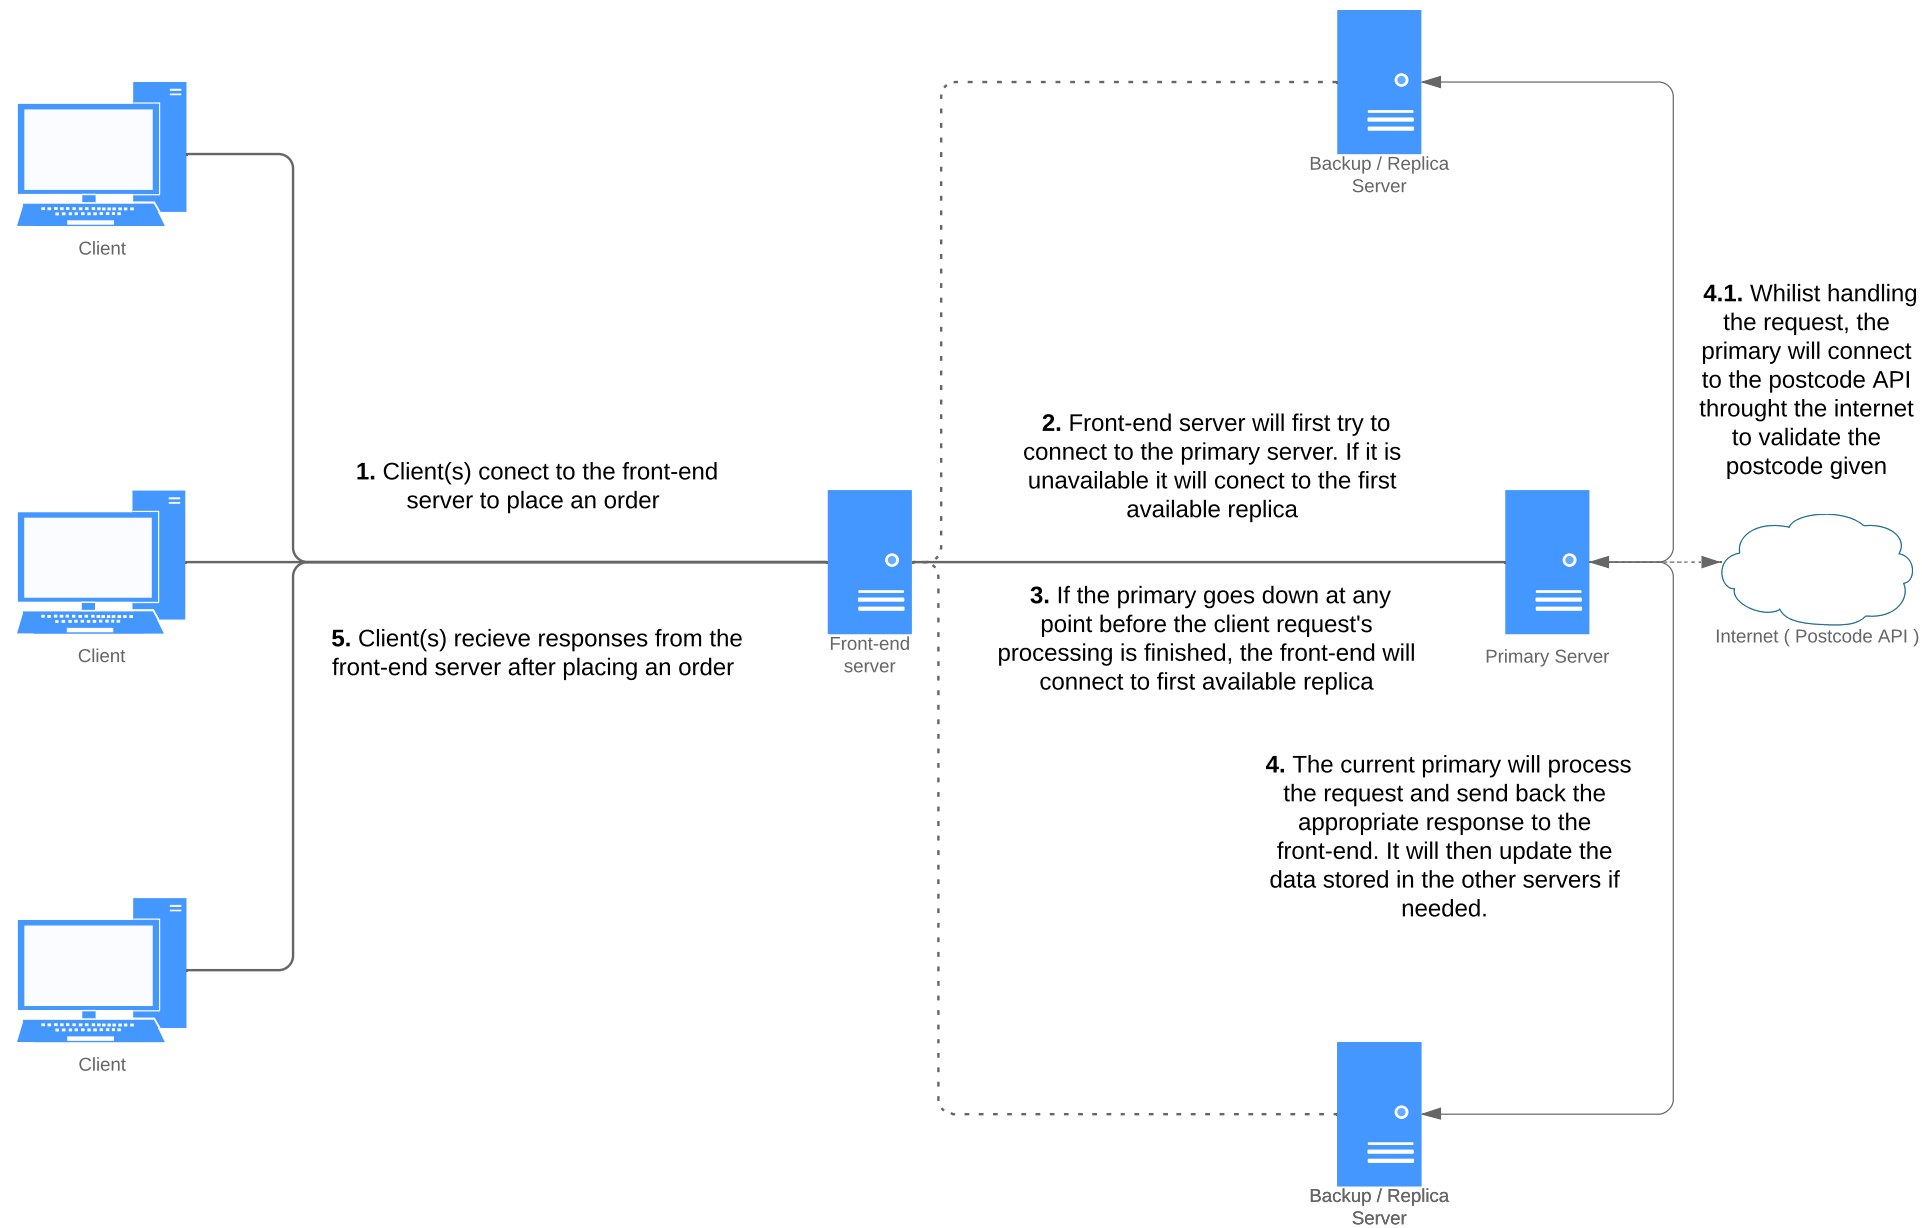 Backup / Replica
Server
Client
4.1. Whilist handling
the request, the
primary will connect
to the postcode API
throught the internet
to validate the
postcode given
1. Client(s) conect to the front-end
server to place an order
2. Front-end server will first try to
connect to the primary server. If it is
unavailable it will conect to the first
available replica
Client
5. Client(s) recieve responses from the
front-end server after placing an order
Front-end
server
3. If the primary goes down at any
point before the client request's
processing is finished, the front-end will
connect to first available replica
Primary Server
Internet ( Postcode API )
4. The current primary will process
the request and send back the
appropriate response to the
front-end. It will then update the
data stored in the other servers if
needed.
Client
Backup / Replica
Server